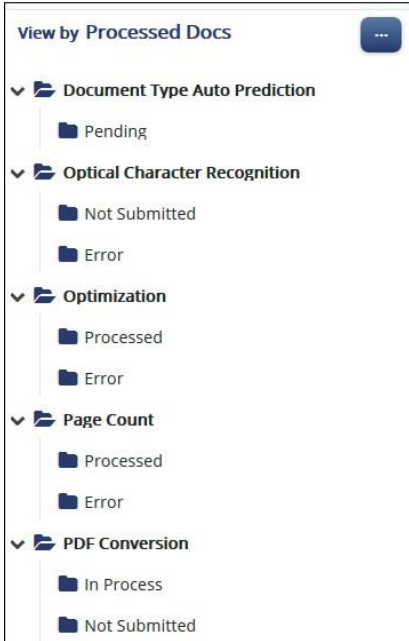 View by Processed Docs
...
Document Type Auto Prediction
Pending
Optical Character Recognition
Not Submitted
Error
Optimization
Processed
Error
Page Count
Processed
Error
PDF Conversion
In Process
Not Submitted